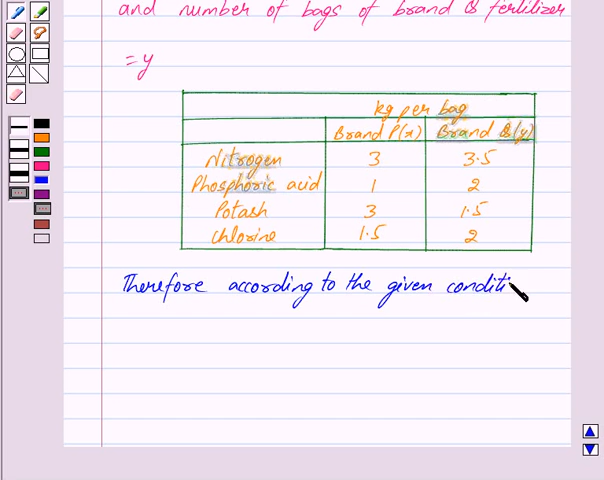 and number of bags of brand Q fertilizer
= y
kg per bag
Brand P(x) Brand Q(y)
Nitrogen 3 3.5
Phosphoric acid 1 2
Potash 3 1.5
Chlorine 1.5 2
Therefore according to the given conditi